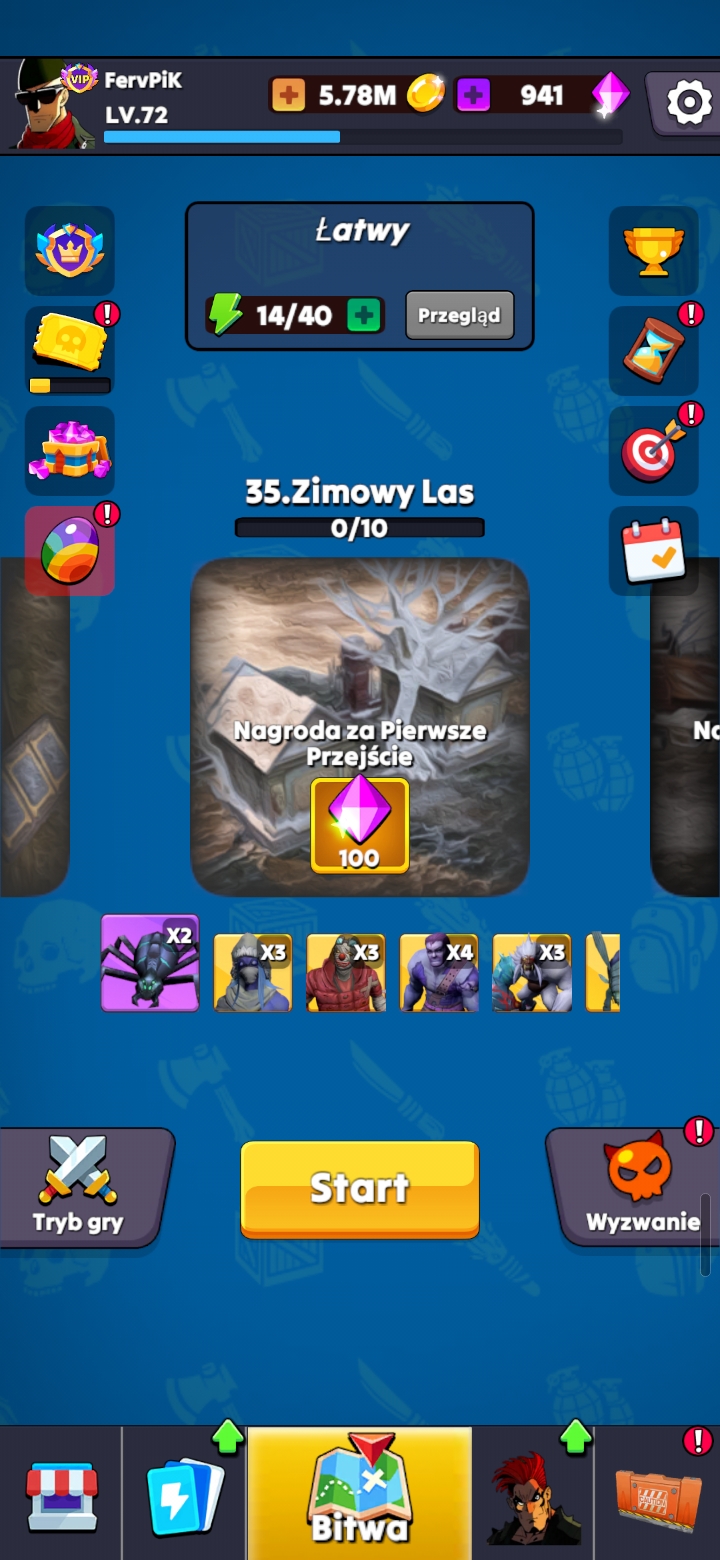 VIP
FervPiK
LV.72
5.78M
941
Łatwy
14/40
Przegląd
35.Zimowy Las
0/10
Nagroda za Pierwsze
Przejście
100
X2
X3
X3
X4
X3
Tryb gry
Start
Wyzwanie
Bitwa